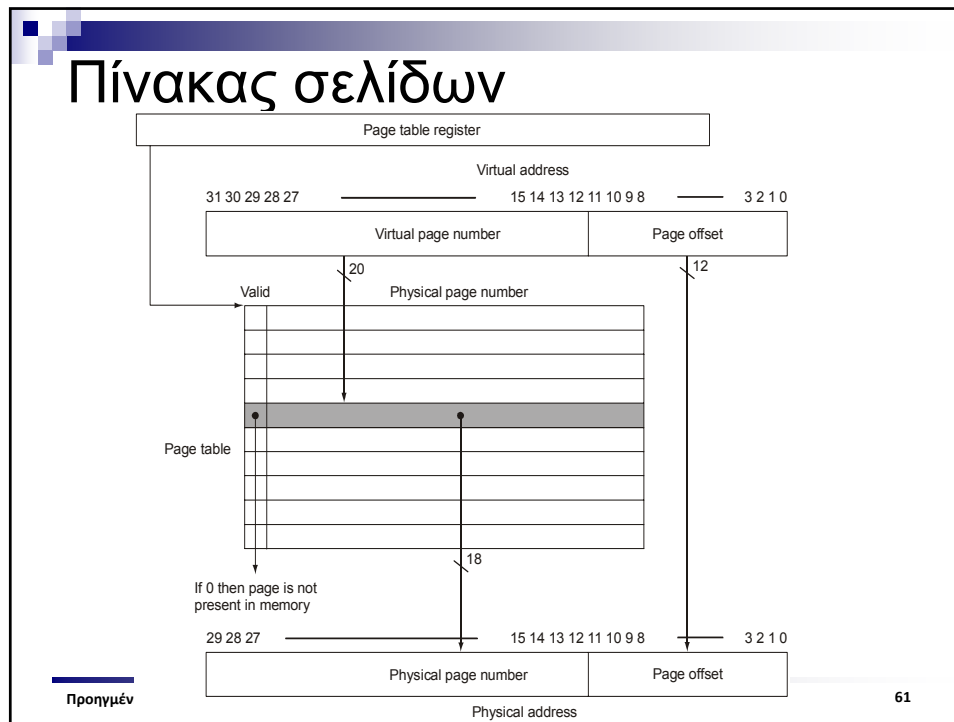 Πίνακας σελίδων
Page table register
Virtual address
31 30 29 28 27 15 14 13 12 11 10 9 8 3 2 1 0
Virtual page number Page offset
20 12
Valid Physical page number
Page table
18
If 0 then page is not
present in memory
29 28 27 15 14 13 12 11 10 9 8 3 2 1 0
Physical page number Page offset
Προηγμέν 61
Physical address